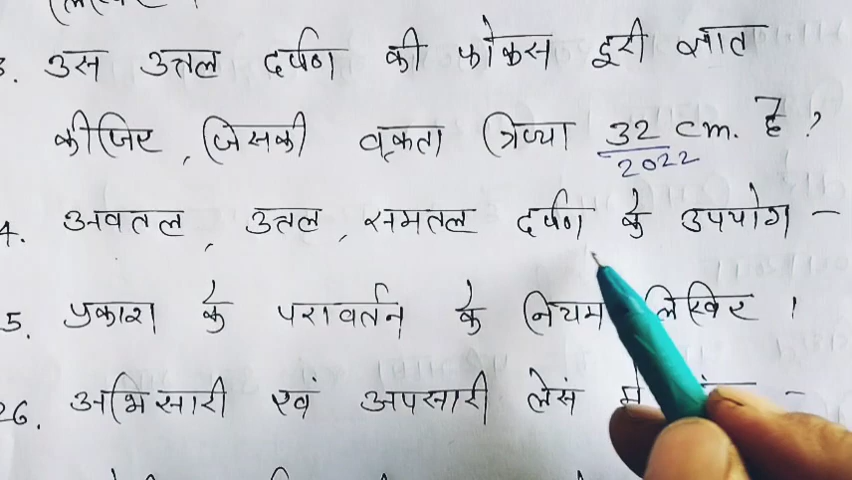 3. उस उत्तल दर्पण की फोकस दूरी ज्ञात
कीजिए, जिसकी वक्रता त्रिज्या 32 cm. है ?
2022
4. अवतल, उत्तल, समतल दर्पण के उपयोग –
5. प्रकाश के परावर्तन के नियम लिखिए ।
26. अभिसारी एवं अपसारी लेंस में –